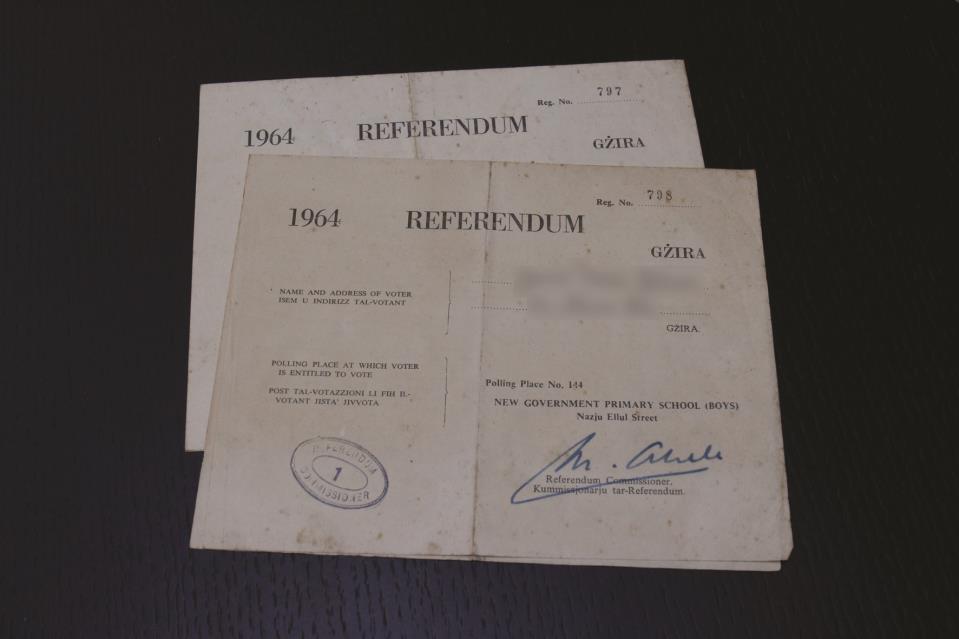 Reg. No. 797
1964 REFERENDUM
GŻIRA
Reg. No. 798
1964 REFERENDUM
GŻIRA
NAME AND ADDRESS OF VOTER
ISEM U INDIRIZZ TAL-VOTANT
GŻIRA.
POLLING PLACE AT WHICH VOTER
IS ENTITLED TO VOTE
POST TAL-VOTAZZJONI LI FIH IL-
VOTANT JISTA' JIVVOTA
Polling Place No. 144
NEW GOVERNMENT PRIMARY SCHOOL (BOYS)
Nazju Ellul Street
REFERENDUM
1
COMMISSIONER
Referendum Commissioner.
Kummissjonarju tar-Referendum.